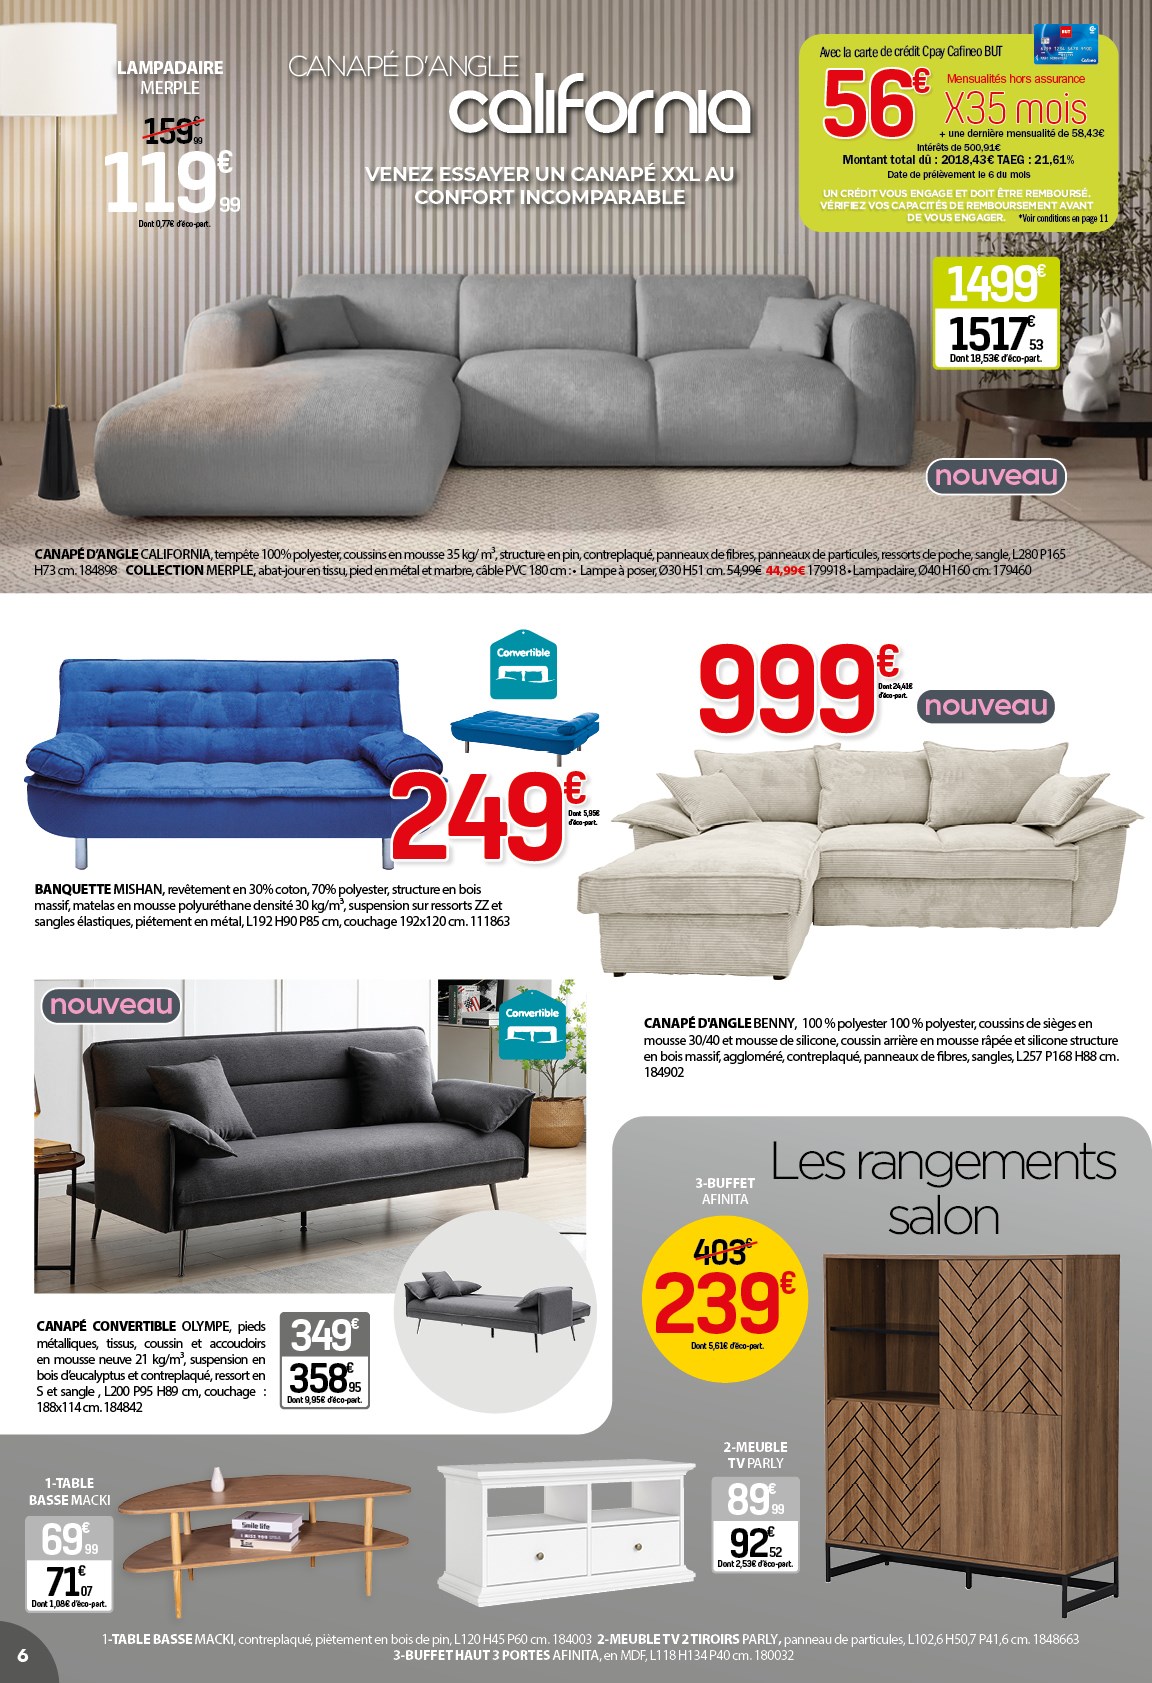 LAMPADAIRE
MERPLE
159€99
119€99
Dont 0,77€ d'éco-part.
CANAPÉ D'ANGLE
california
VENEZ ESSAYER UN CANAPÉ XXL AU
CONFORT INCOMPARABLE
Avec la carte de crédit Cpay Cafineo BUT
BUT
56€
Mensualités hors assurance
X35 mois
+ une dernière mensualité de 58,43€
Intérêts de 500,91€
Montant total dû : 2018,43€ TAEG : 21,61%
Date de prélèvement le 6 du mois
UN CRÉDIT VOUS ENGAGE ET DOIT ÊTRE REMBOURSÉ.
VÉRIFIEZ VOS CAPACITÉS DE REMBOURSEMENT AVANT
DE VOUS ENGAGER. *Voir conditions en page 11
1499€
1517€53
Dont 18,53€ d'éco-part.
nouveau
CANAPÉ D'ANGLE CALIFORNIA, tempête 100% polyester, coussins en mousse 35 kg/ m³, structure en pin, contreplaqué, panneaux de fibres, panneaux de particules, ressorts de poche, sangle, L280 P165
H73 cm. 184898 COLLECTION MERPLE, abat-jour en tissu, pied en métal et marbre, câble PVC 180 cm : • Lampe à poser, Ø30 H51 cm. 54,99€ 44,99€ 179918 • Lampadaire, Ø40 H160 cm. 179460
Convertible
249€
Dont 5,95€
d'éco-part.
BANQUETTE MISHAN, revêtement en 30% coton, 70% polyester, structure en bois
massif, matelas en mousse polyuréthane densité 30 kg/m³, suspension sur ressorts ZZ et
sangles élastiques, piétement en métal, L192 H90 P85 cm, couchage 192x120 cm. 111863
999€
Dont 24,41€
d'éco-part.
nouveau
CANAPÉ D'ANGLE BENNY, 100 % polyester 100 % polyester, coussins de sièges en
mousse 30/40 et mousse de silicone, coussin arrière en mousse râpée et silicone structure
en bois massif, aggloméré, contreplaqué, panneaux de fibres, sangles, L257 P168 H88 cm.
184902
nouveau
Convertible
CANAPÉ CONVERTIBLE OLYMPE, pieds
métalliques, tissus, coussin et accoudoirs
en mousse neuve 21 kg/m³, suspension en
bois d'eucalyptus et contreplaqué, ressort en
S et sangle , L200 P95 H89 cm, couchage :
188x114 cm. 184842
349€
358€95
Dont 9,95€ d'éco-part.
Les rangements
salon
3-BUFFET
AFINITA
403€
239€
Dont 5,61€ d'éco-part.
1-TABLE
BASSE MACKI
69€99
71€07
Dont 1,08€ d'éco-part.
Smile life
2-MEUBLE
TV PARLY
89€99
92€52
Dont 2,53€ d'éco-part.
1-TABLE BASSE MACKI, contreplaqué, piètement en bois de pin, L120 H45 P60 cm. 184003 2-MEUBLE TV 2 TIROIRS PARLY, panneau de particules, L102,6 H50,7 P41,6 cm. 1848663
3-BUFFET HAUT 3 PORTES AFINITA, en MDF, L118 H134 P40 cm. 180032
6